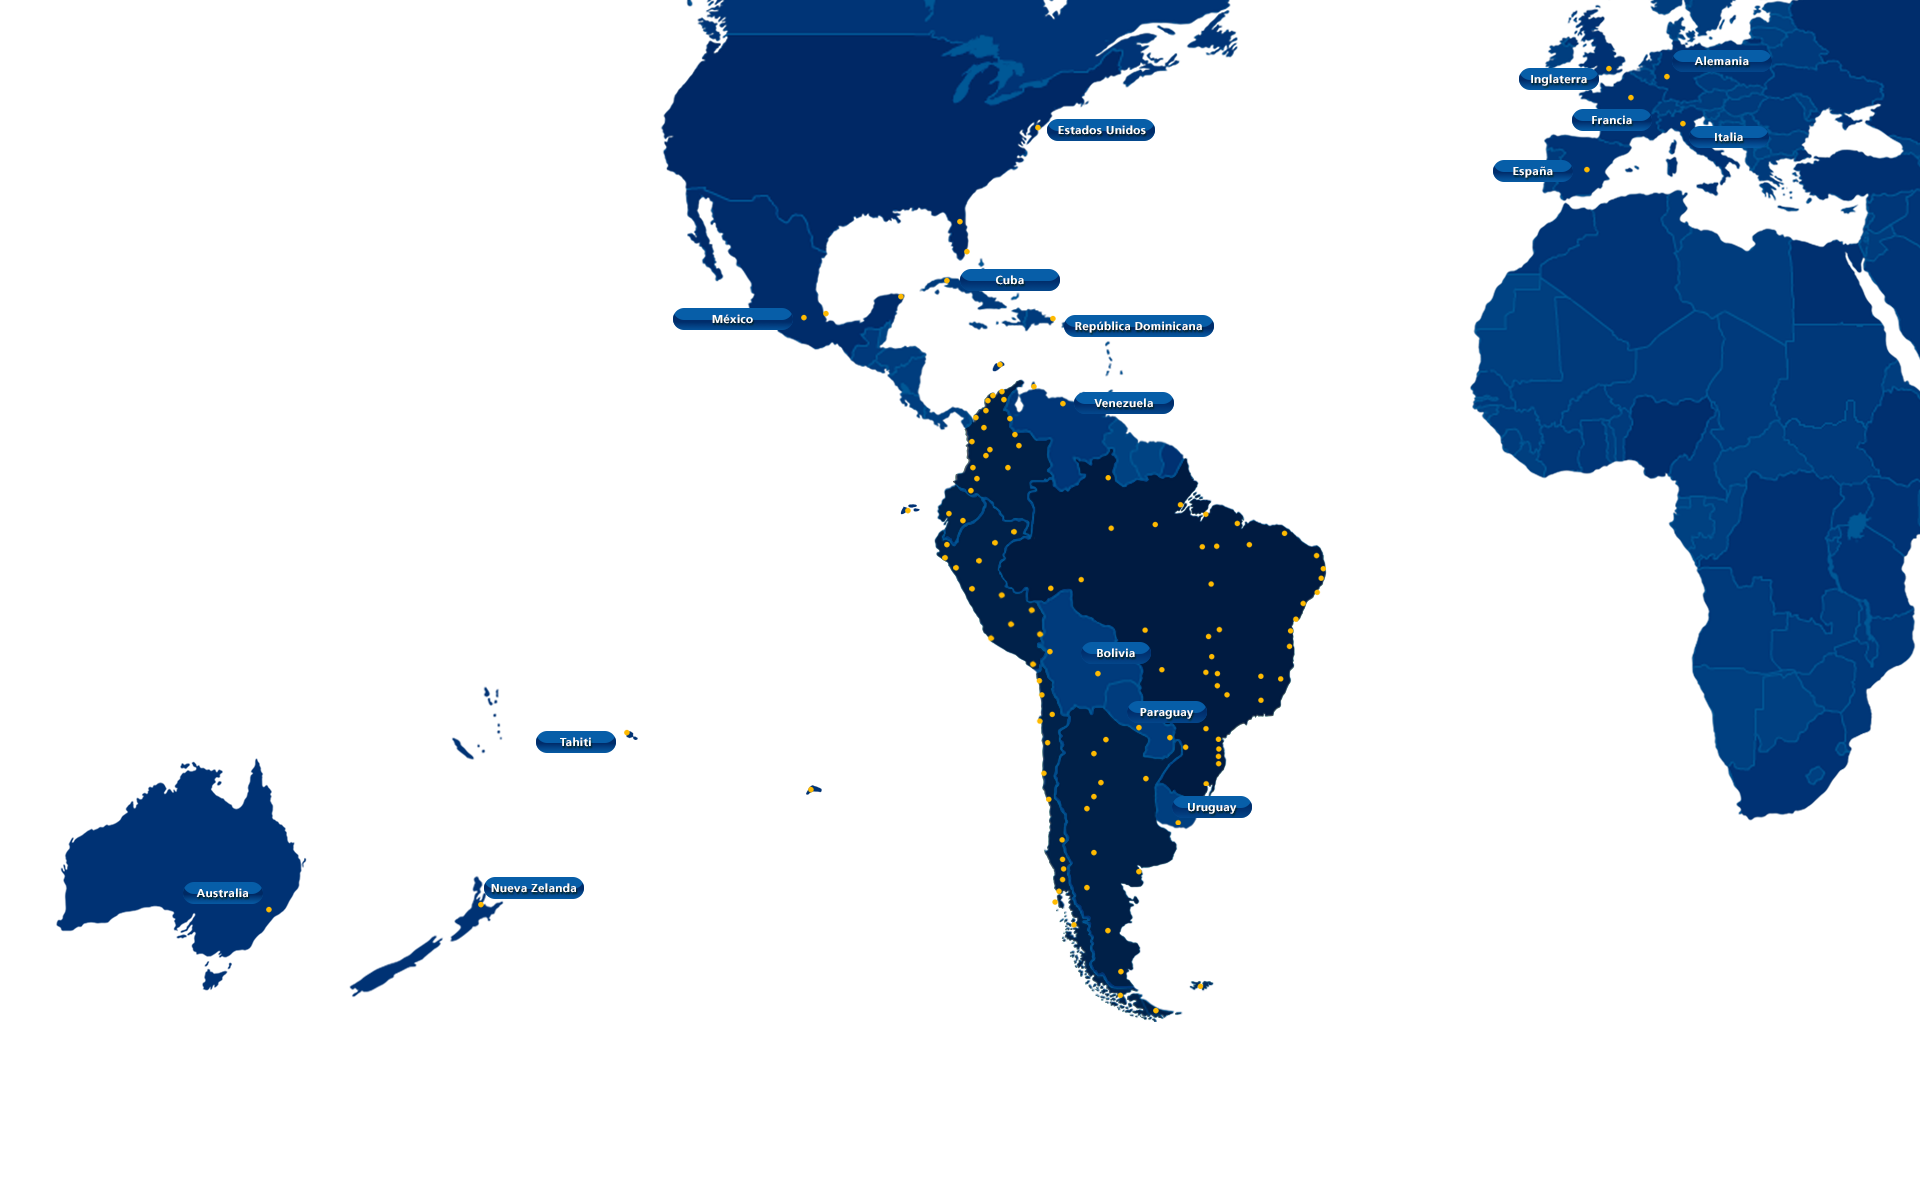 Alemania
Inglaterra
Francia
Estados Unidos
Italia
España
Cuba
México
República Dominicana
Venezuela
Bolivia
Paraguay
Tahiti
Uruguay
Nueva Zelanda
Australia